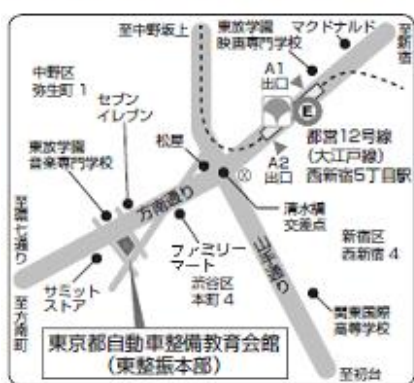 至中野坂上
東放学園
映画専門学校
マクドナルド
至新宿
中野区
弥生町 1
A1
出口
セブン
イレブン
E
松屋
東放学園
音楽専門学校
A2
出口
都営12号線
(大江戸線)
西新宿5丁目駅
方南通り
清水橋
交差点
至環七通り
ファミリー
マート
山手通り
新宿区
西新宿 4
サミット
ストア
渋谷区
本町 4
至方南町
関東国際
高等学校
東京都自動車整備教育会館
(東整振本部)
至初台